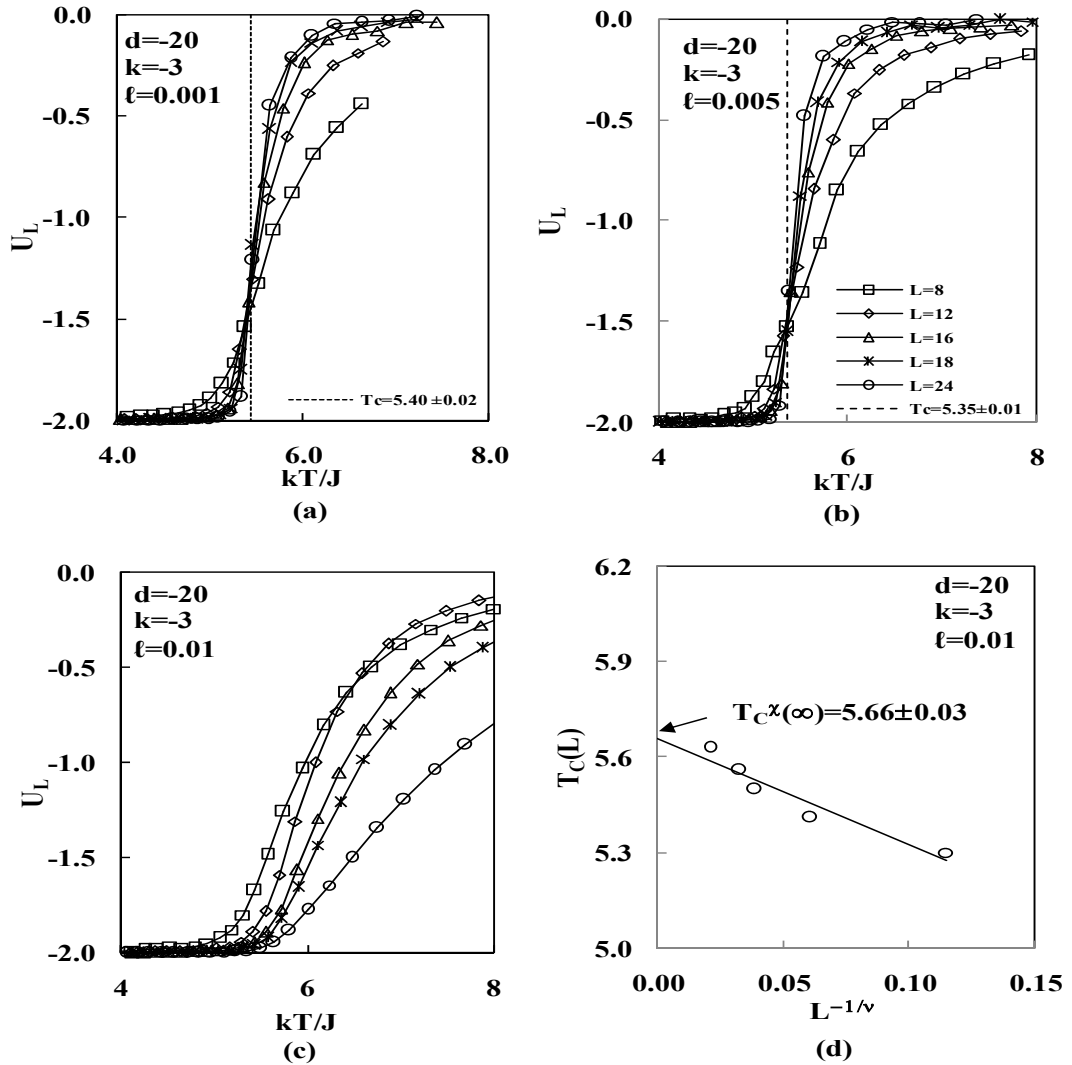 d=-20
k=-3
ℓ=0.001
0.0
-0.5
-1.0
-1.5
-2.0
U_L
Tc=5.40±0.02
4.0 6.0 8.0
kT/J
(a)
d=-20
k=-3
ℓ=0.005
0.0
-0.5
-1.0
-1.5
-2.0
U_L
L=8
L=12
L=16
L=18
L=24
Tc=5.35±0.01
4 6 8
kT/J
(b)
d=-20
k=-3
ℓ=0.01
0.0
-0.5
-1.0
-1.5
-2.0
U_L
4 6 8
kT/J
(c)
d=-20
k=-3
ℓ=0.01
6.2
5.9
5.6
5.3
5.0
T_C(L)
T_C^χ(∞)=5.66±0.03
0.00 0.05 0.10 0.15
L^{-1/ν}
(d)